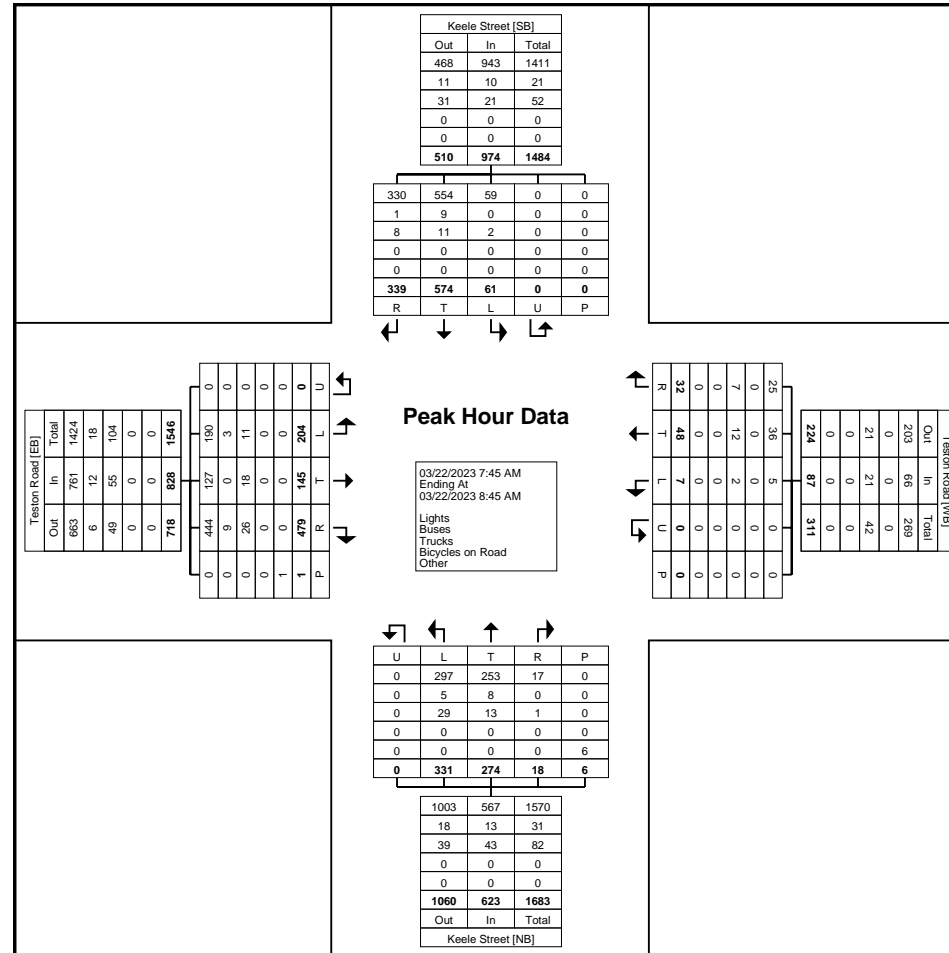 Keele Street [SB]
Out In Total
468 943 1411
11 10 21
31 21 52
0 0 0
0 0 0
510 974 1484
330 554 59 0 0
1 9 0 0 0
8 11 2 0 0
0 0 0 0 0
0 0 0 0 0
339 574 61 0 0
R T L U P
Teston Road [EB]
Total In Out
1424 761 663
18 12 6
104 55 49
0 0 0
0 0 0
1546 828 718
0 190 127 444 0
0 3 0 9 0
0 11 18 26 0
0 0 0 0 0
0 0 0 0 1
0 204 145 479 1
U L T R P
Peak Hour Data
03/22/2023 7:45 AM
Ending At
03/22/2023 8:45 AM
Lights
Buses
Trucks
Bicycles on Road
Other
Teston Road [WB]
Out In Total
203 66 269
0 0 0
21 21 42
0 0 0
0 0 0
224 87 311
25 36 5 0 0
0 0 0 0 0
7 12 2 0 0
0 0 0 0 0
0 0 0 0 0
32 48 7 0 0
R T L U P
U L T R P
0 297 253 17 0
0 5 8 0 0
0 29 13 1 0
0 0 0 0 0
0 0 0 0 6
0 331 274 18 6
1003 567 1570
18 13 31
39 43 82
0 0 0
0 0 0
1060 623 1683
Out In Total
Keele Street [NB]